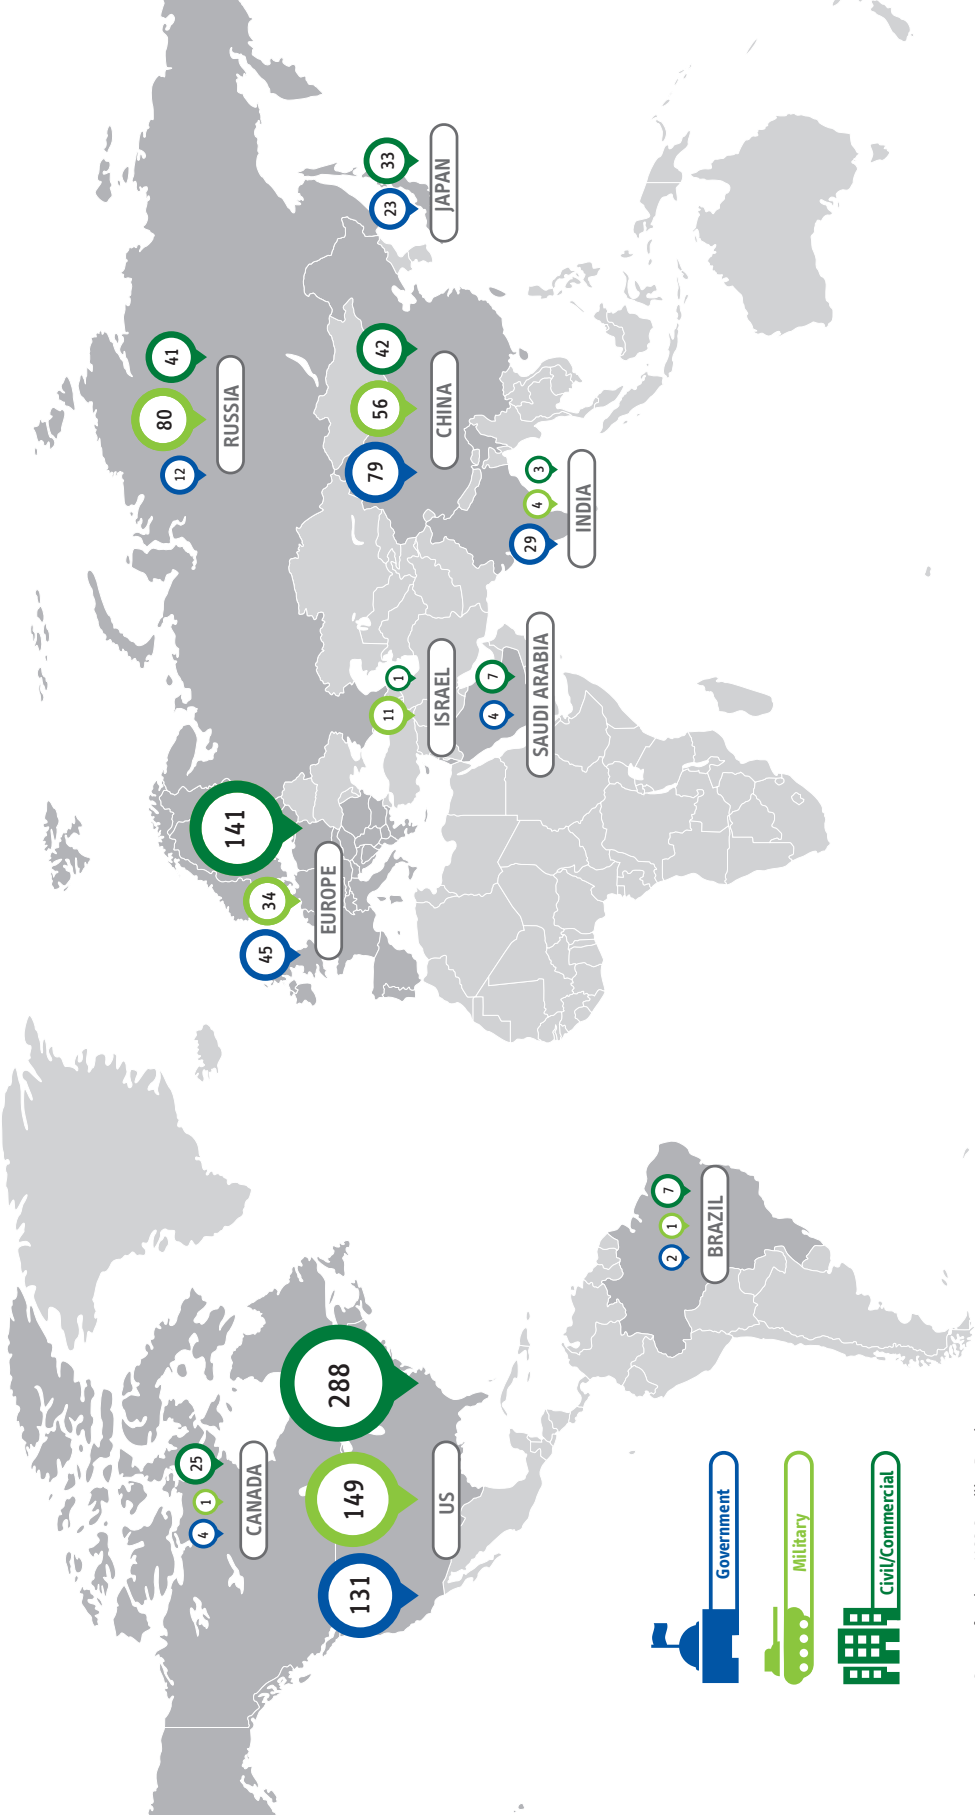 4
1
25
CANADA
131
149
288
US
2
1
7
BRAZIL
45
34
141
EUROPE
12
80
41
RUSSIA
11
1
ISRAEL
4
7
SAUDI ARABIA
79
56
42
CHINA
29
4
3
INDIA
23
33
JAPAN
Government
Military
Civil/Commercial